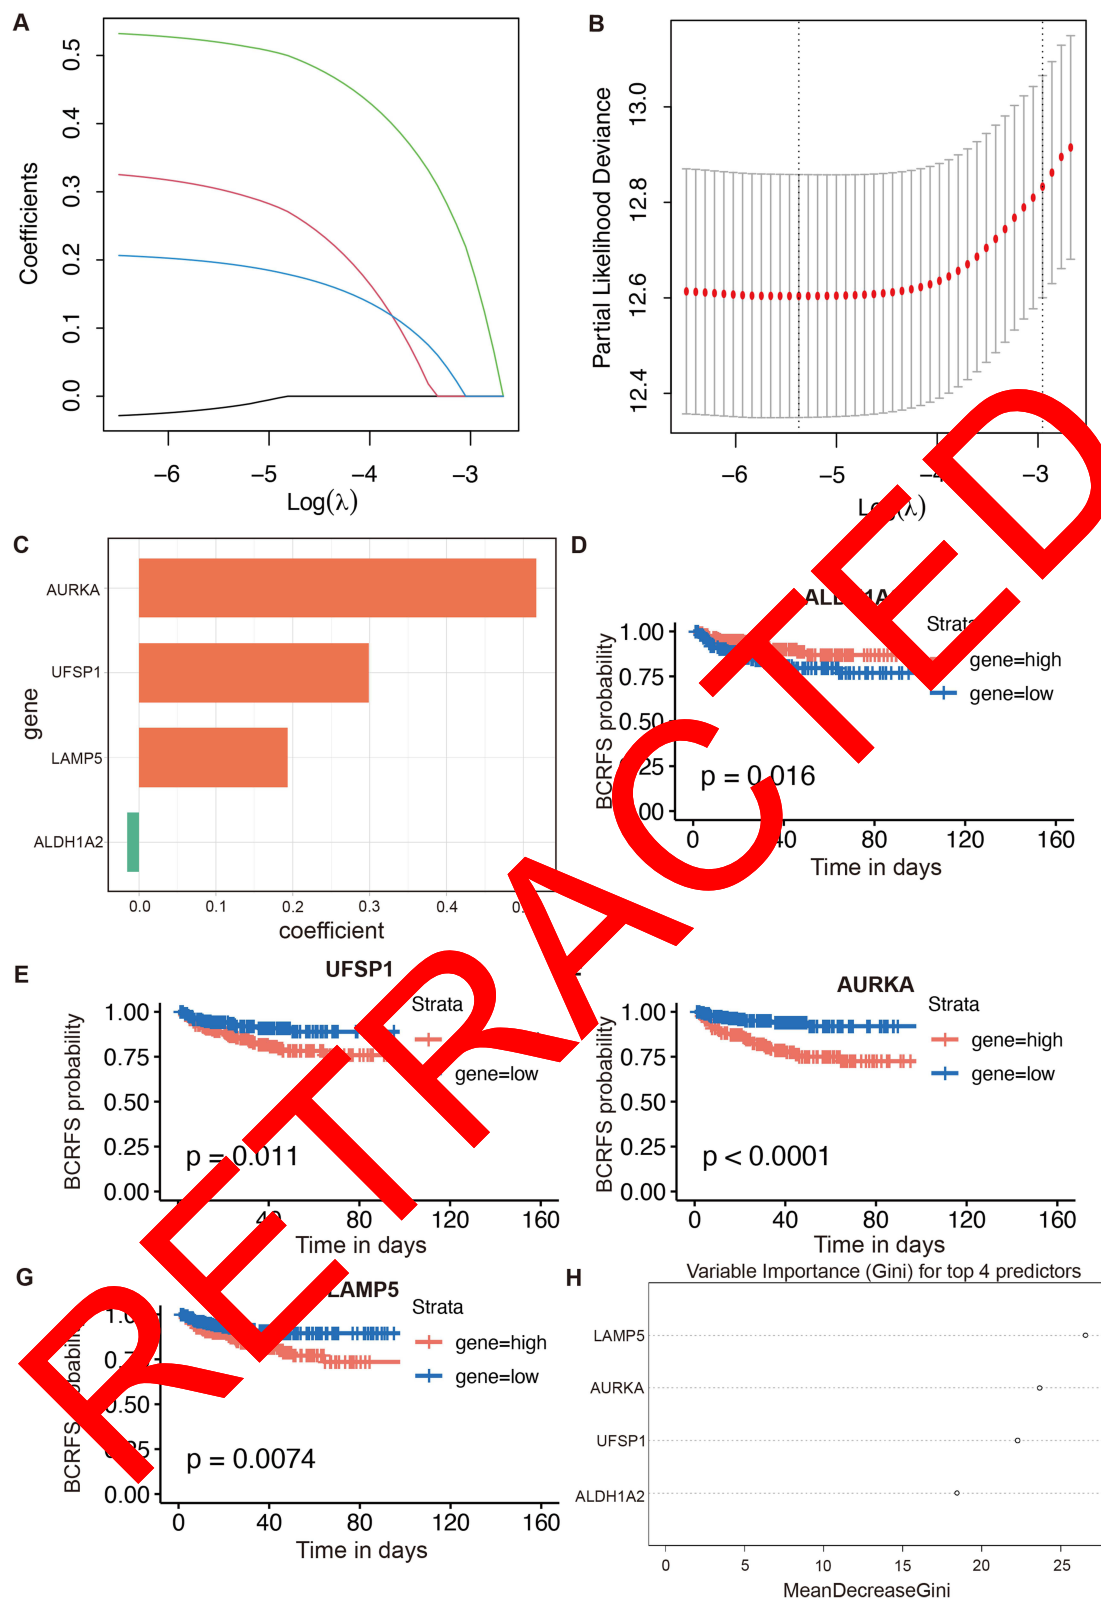 A
Coefficients
0.5
0.4
0.3
0.2
0.1
0.0
−6 −5 −4 −3
Log(λ)
B
Partial Likelihood Deviance
13.0
12.8
12.6
12.4
−6 −5 −4 −3
Log(λ)
C
gene
AURKA
UFSP1
LAMP5
ALDH1A2
0.0 0.1 0.2 0.3 0.4
coefficient
D
Strata
gene=high
gene=low
BCRFS probability
1.00
0.75
0.50
p = 0.016
0 40 80 120 160
Time in days
E
UFSP1
Strata
gene=low
BCRFS probability
1.00
0.75
0.50
0.25
0.00
p = 0.011
40 80 120 160
Time in days
AURKA
Strata
gene=high
gene=low
BCRFS probability
1.00
0.75
0.50
0.25
0.00
p < 0.0001
0 40 80 120 160
Time in days
G
LAMP5
Strata
gene=high
gene=low
BCRFS
0.00
p = 0.0074
0 40 80 120 160
Time in days
H
Variable Importance (Gini) for top 4 predictors
LAMP5
AURKA
UFSP1
ALDH1A2
0 5 10 15 20 25
MeanDecreaseGini
RETRACTED